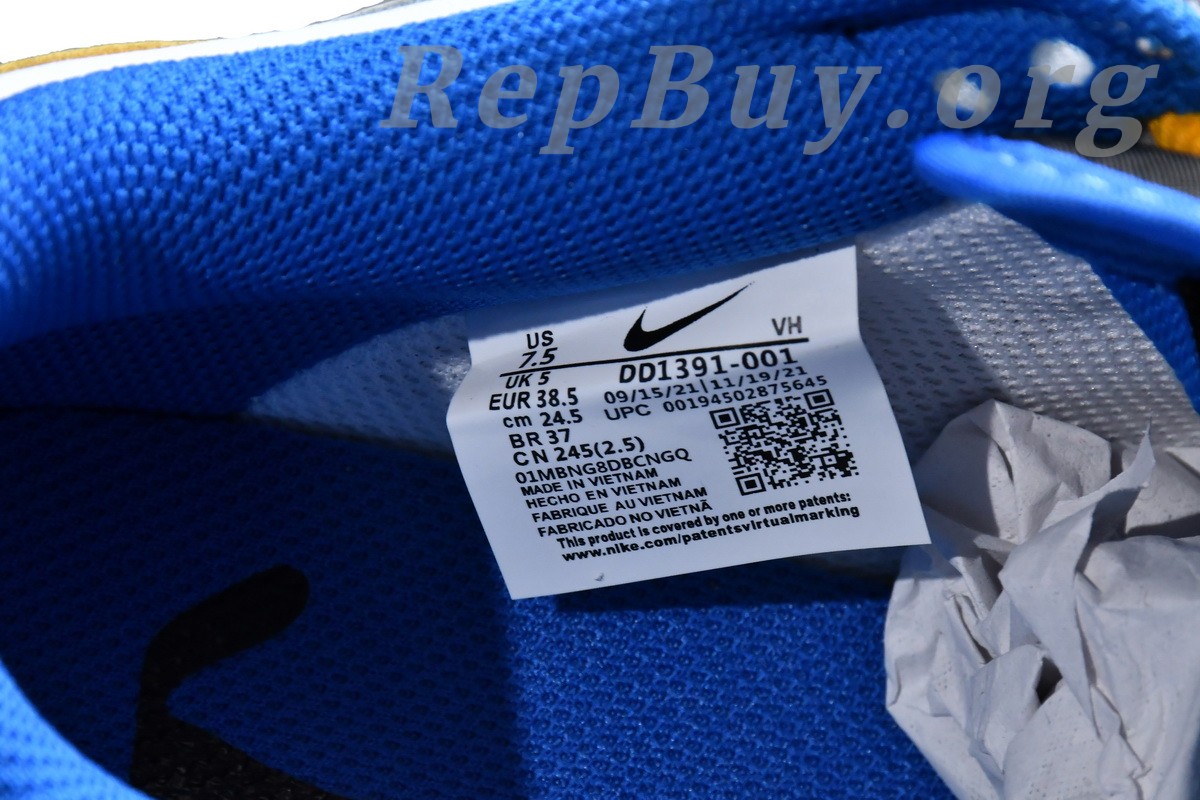 RepBuy.org
US
7.5
VH
UK 5
DD1391-001
EUR 38.5
09/15/21|11/19/21
cm 24.5
UPC 00194502875645
BR 37
CN 245(2.5)
01MBNG8DBCNGQ
MADE IN VIETNAM
HECHO EN VIETNAM
FABRIQUE AU VIETNAM
FABRICADO NO VIETNÃ
This product is covered by one or more patents:
www.nike.com/patentsvirtualmarking